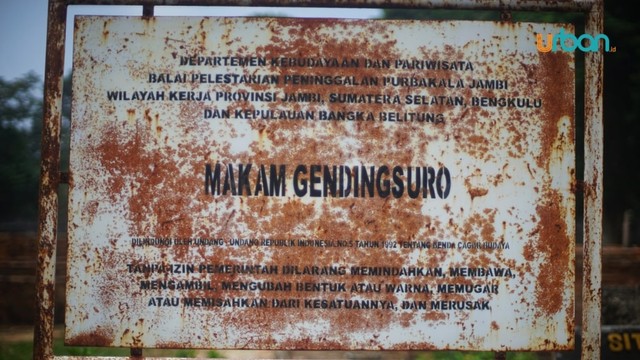 urban.id
DEPARTEMEN KEBUDAYAAN DAN PARIWISATA
BALAI PELESTARIAN PENINGGALAN PURBAKALA JAMBI
WILAYAH KERJA PROVINSI JAMBI, SUMATERA SELATAN, BENGKULU
DAN KEPULAUAN BANGKA BELITUNG
MAKAM GENDINGSURO
DILINDUNGI OLEH UNDANG - UNDANG REPUBLIK INDONESIA NO.5 TAHUN 1992 TENTANG BENDA CAGAR BUDAYA
TANPA IZIN PEMERINTAH DILARANG MEMINDAHKAN, MEMBAWA,
MENGAMBIL, MENGUBAH BENTUK ATAU WARNA, MEMUGAR
ATAU MEMISAHKAN DARI KESATUANNYA, DAN MERUSAK